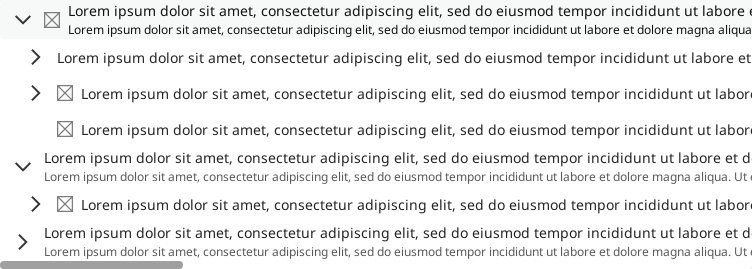 Lorem ipsum dolor sit amet, consectetur adipiscing elit, sed do eiusmod tempor incididunt ut labore
Lorem ipsum dolor sit amet, consectetur adipiscing elit, sed do eiusmod tempor incididunt ut labore et dolore magna aliqua
Lorem ipsum dolor sit amet, consectetur adipiscing elit, sed do eiusmod tempor incididunt ut labore et
Lorem ipsum dolor sit amet, consectetur adipiscing elit, sed do eiusmod tempor incididunt ut labor
Lorem ipsum dolor sit amet, consectetur adipiscing elit, sed do eiusmod tempor incididunt ut labor
Lorem ipsum dolor sit amet, consectetur adipiscing elit, sed do eiusmod tempor incididunt ut labore et d
Lorem ipsum dolor sit amet, consectetur adipiscing elit, sed do eiusmod tempor incididunt ut labore et dolore magna aliqua. Ut
Lorem ipsum dolor sit amet, consectetur adipiscing elit, sed do eiusmod tempor incididunt ut labor
Lorem ipsum dolor sit amet, consectetur adipiscing elit, sed do eiusmod tempor incididunt ut labore et d
Lorem ipsum dolor sit amet, consectetur adipiscing elit, sed do eiusmod tempor incididunt ut labore et dolore magna aliqua. Ut